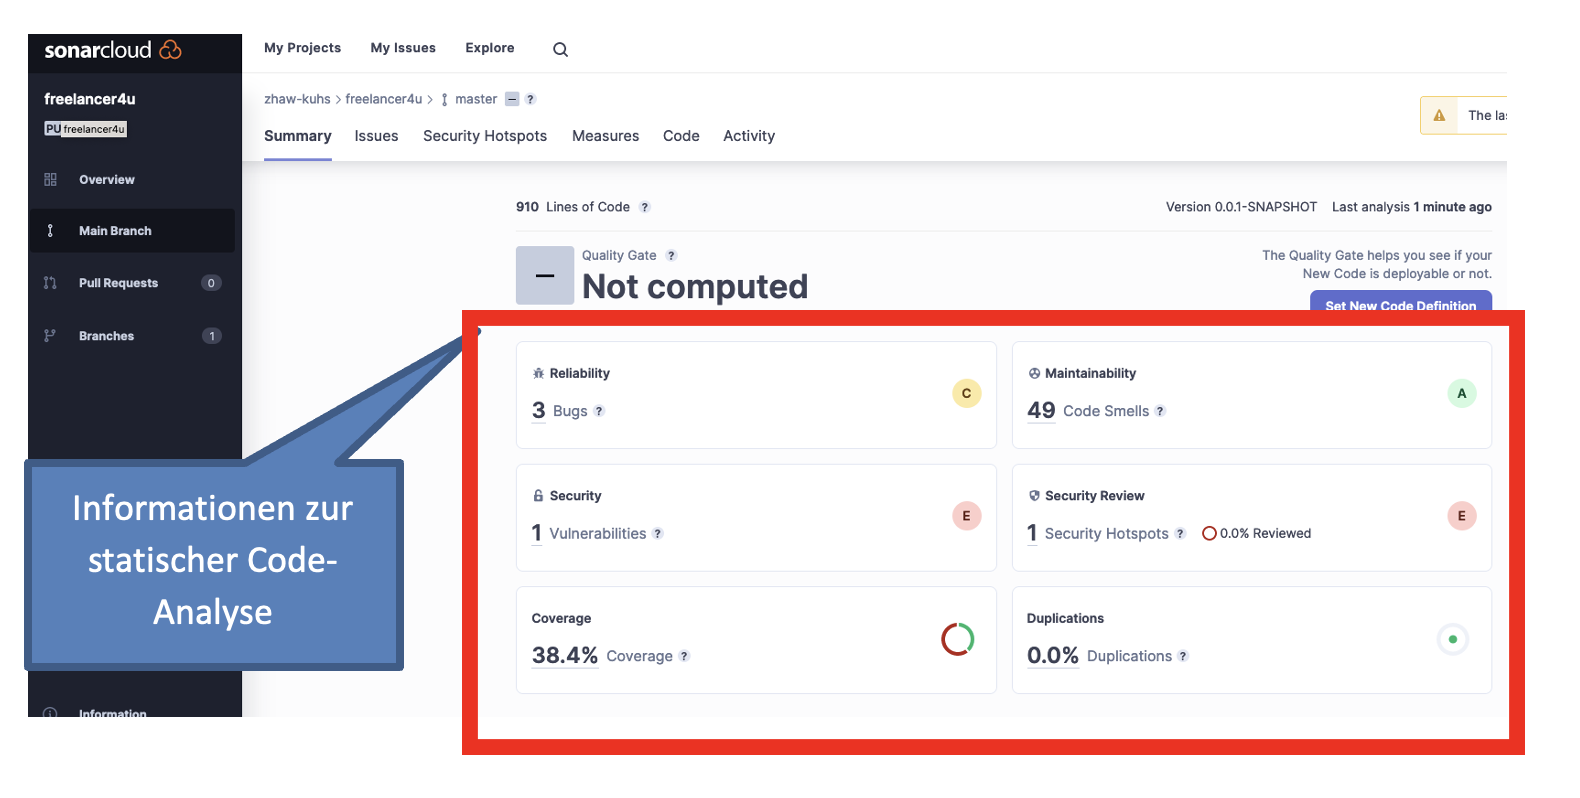 sonarcloud
My Projects My Issues Explore
freelancer4u
PU freelancer4u
Overview
Main Branch
Pull Requests 0
Branches 1
Information
zhaw-kuhs > freelancer4u > master ?
The
Summary Issues Security Hotspots Measures Code Activity
910 Lines of Code ?
Version 0.0.1-SNAPSHOT Last analysis 1 minute ago
Quality Gate ?
Not computed
The Quality Gate helps you see if your
New Code is deployable or not.
Set New Code Definition
Reliability
3 Bugs ?
C
Maintainability
49 Code Smells ?
A
Security
1 Vulnerabilities ?
E
Security Review
1 Security Hotspots ? 0.0% Reviewed
E
Coverage
38.4% Coverage ?
Duplications
0.0% Duplications ?
Informationen zur
statischer Code-
Analyse